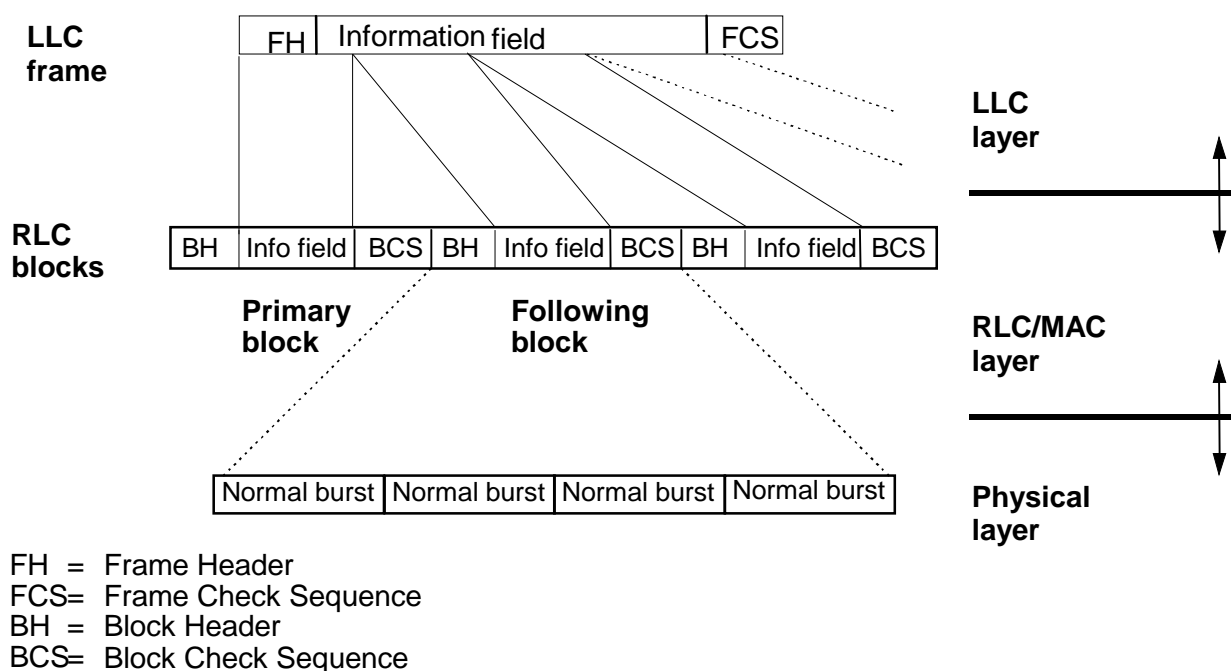 LLC
frame
FH
Information field
FCS
LLC
layer
RLC
blocks
BH
Info field
BCS
BH
Info field
BCS
BH
Info field
BCS
Primary
block
Following
block
RLC/MAC
layer
Normal burst
Normal burst
Normal burst
Normal burst
Physical
layer
FH = Frame Header
FCS= Frame Check Sequence
BH = Block Header
BCS= Block Check Sequence